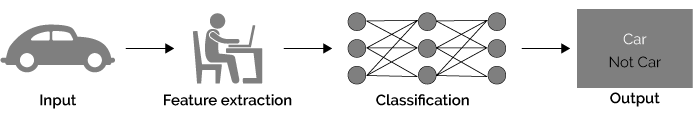 Car
Not Car
Input
Feature extraction
Classification
Output